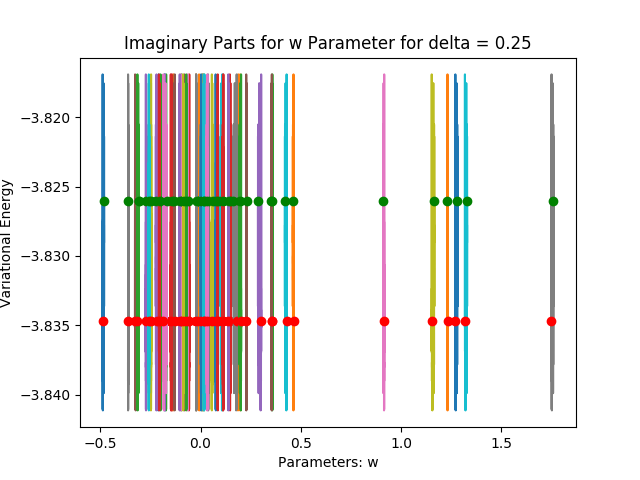 Imaginary Parts for w Parameter for delta = 0.25
Variational Energy
−3.820
−3.825
−3.830
−3.835
−3.840
−0.5 0.0 0.5 1.0 1.5
Parameters: w